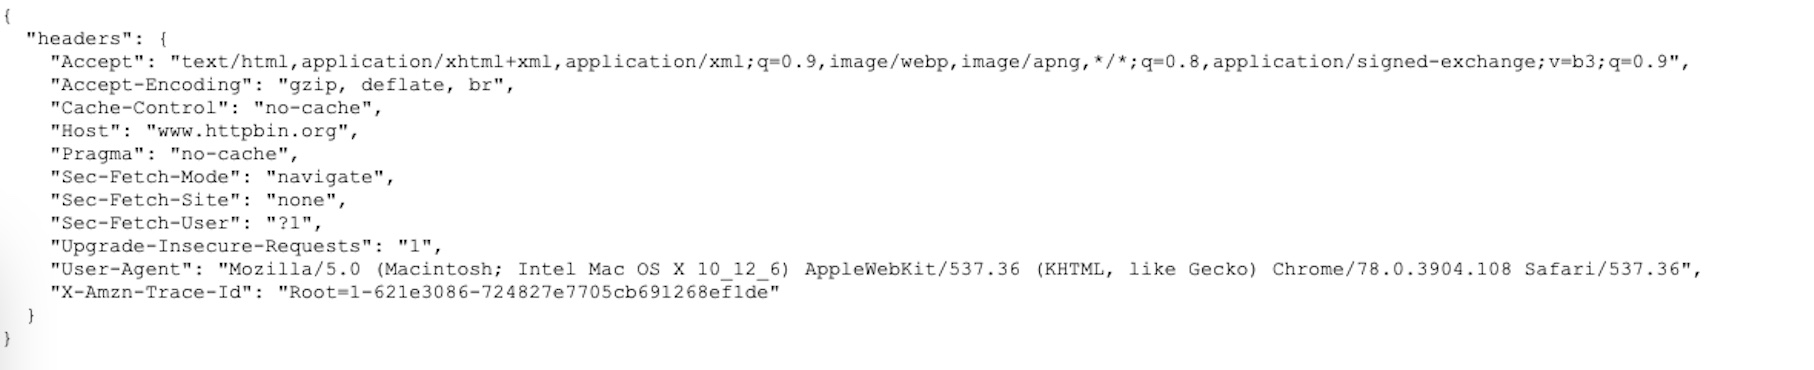 {
  "headers": {
    "Accept": "text/html,application/xhtml+xml,application/xml;q=0.9,image/webp,image/apng,*/*;q=0.8,application/signed-exchange;v=b3;q=0.9",
    "Accept-Encoding": "gzip, deflate, br",
    "Cache-Control": "no-cache",
    "Host": "www.httpbin.org",
    "Pragma": "no-cache",
    "Sec-Fetch-Mode": "navigate",
    "Sec-Fetch-Site": "none",
    "Sec-Fetch-User": "?1",
    "Upgrade-Insecure-Requests": "1",
    "User-Agent": "Mozilla/5.0 (Macintosh; Intel Mac OS X 10_12_6) AppleWebKit/537.36 (KHTML, like Gecko) Chrome/78.0.3904.108 Safari/537.36",
    "X-Amzn-Trace-Id": "Root=1-621e3086-724827e7705cb691268ef1de"
  }
}